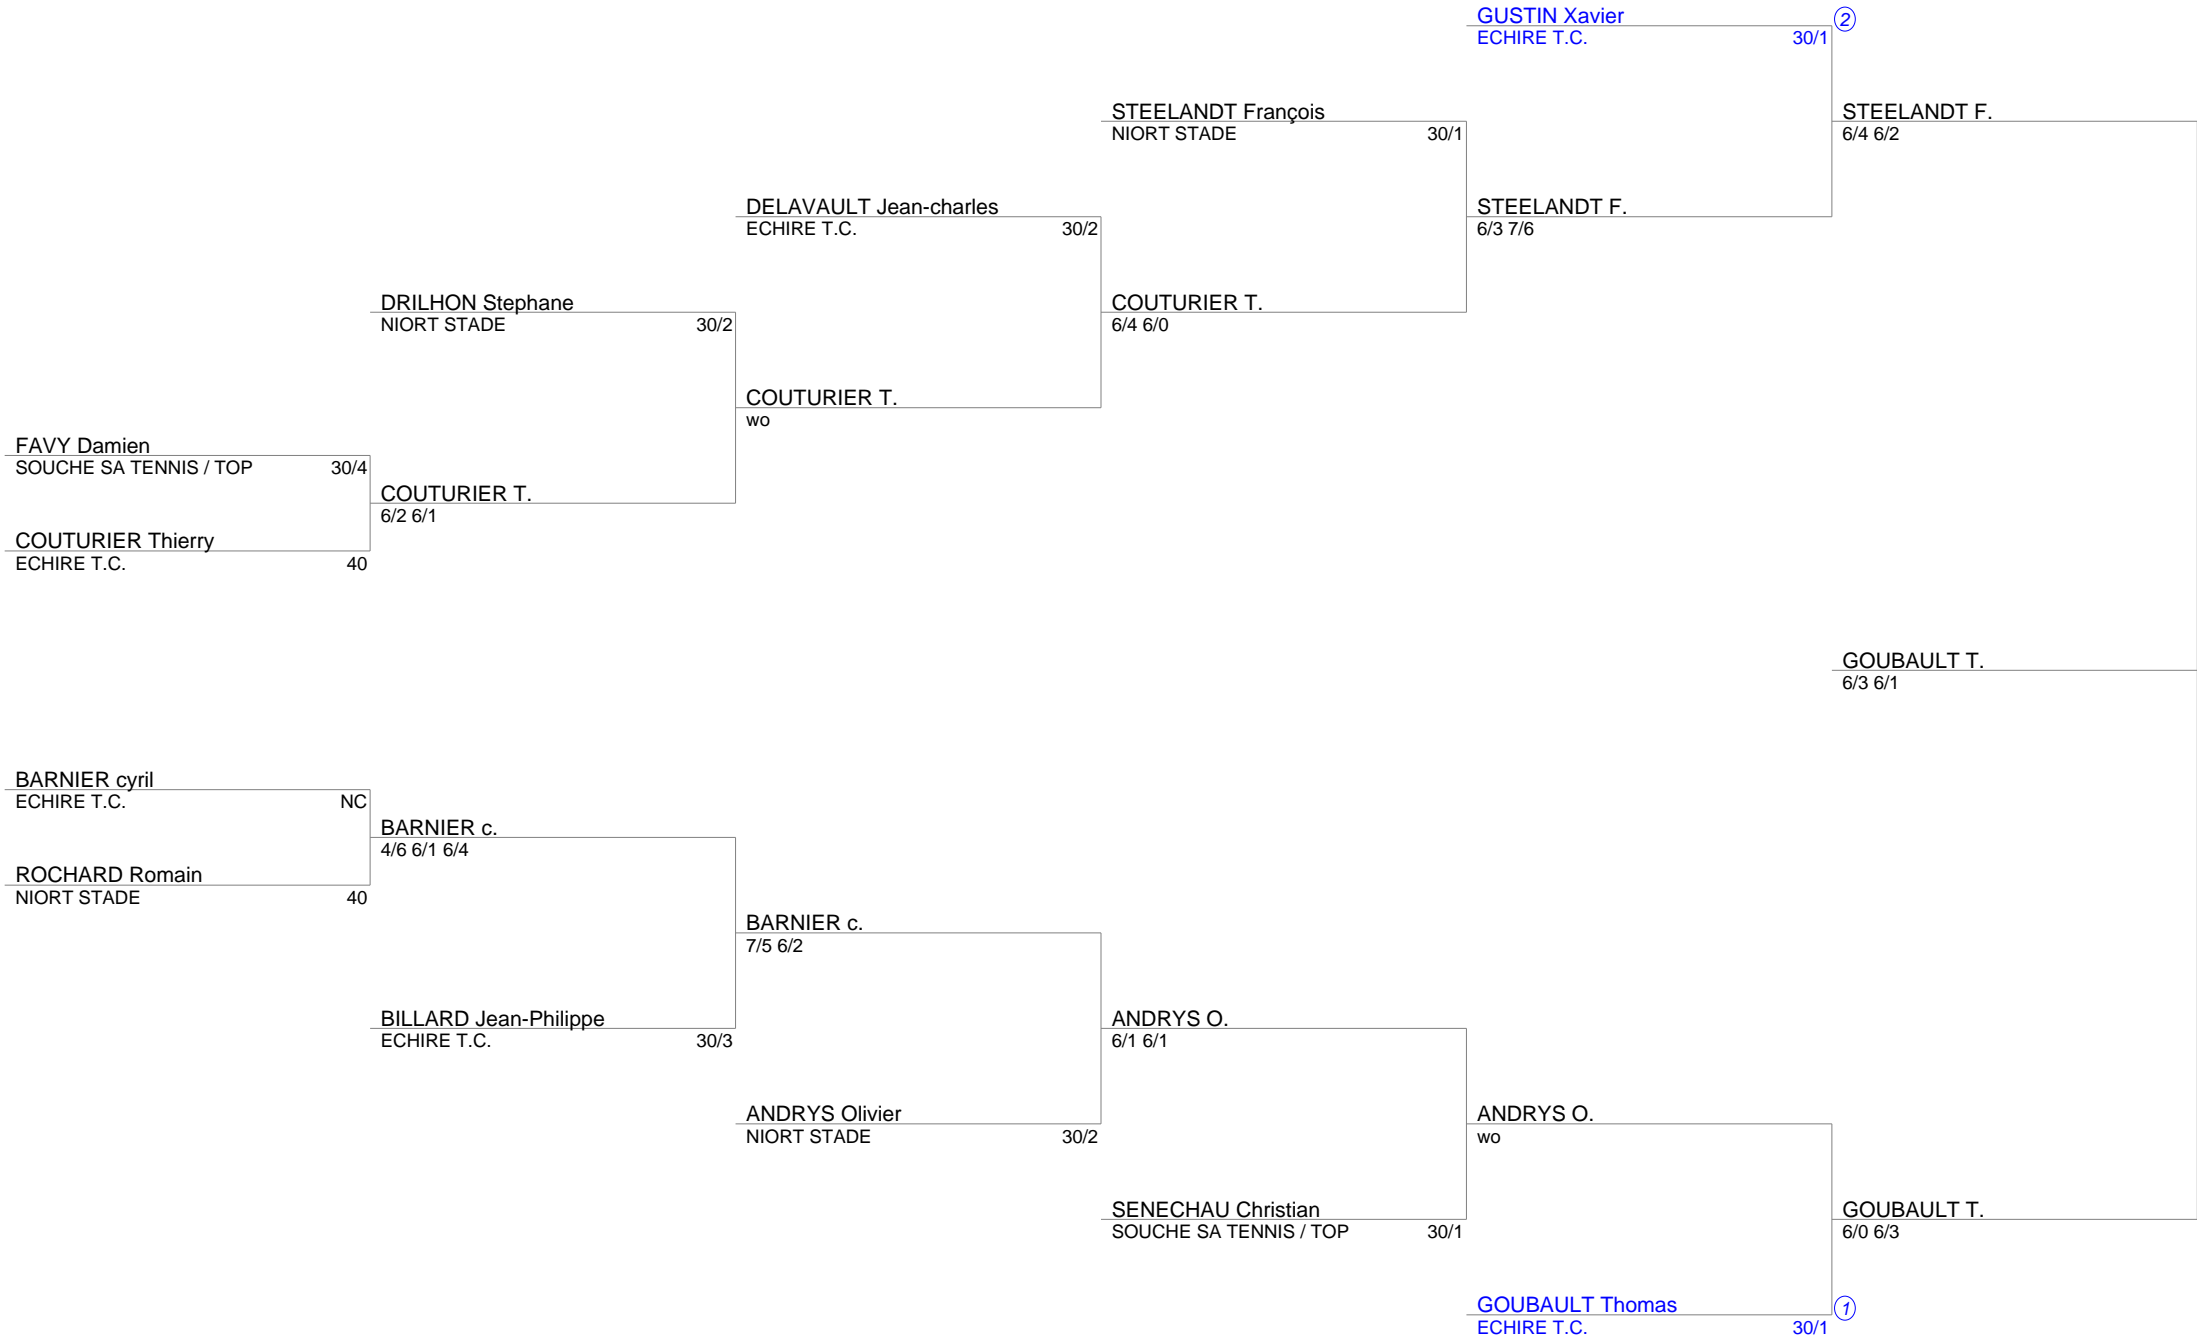 GUSTIN Xavier
ECHIRE T.C. 30/1
2
STEELANDT François
NIORT STADE 30/1
STEELANDT F.
6/4 6/2
DELAVAULT Jean-charles
ECHIRE T.C. 30/2
STEELANDT F.
6/3 7/6
DRILHON Stephane
NIORT STADE 30/2
COUTURIER T.
6/4 6/0
COUTURIER T.
wo
FAVY Damien
SOUCHE SA TENNIS / TOP 30/4
COUTURIER T.
6/2 6/1
COUTURIER Thierry
ECHIRE T.C. 40
GOUBAULT T.
6/3 6/1
BARNIER cyril
ECHIRE T.C. NC
BARNIER c.
4/6 6/1 6/4
ROCHARD Romain
NIORT STADE 40
BARNIER c.
7/5 6/2
BILLARD Jean-Philippe
ECHIRE T.C. 30/3
ANDRYS O.
6/1 6/1
ANDRYS Olivier
NIORT STADE 30/2
ANDRYS O.
wo
SENECHAU Christian
SOUCHE SA TENNIS / TOP 30/1
GOUBAULT T.
6/0 6/3
GOUBAULT Thomas
ECHIRE T.C. 30/1
1